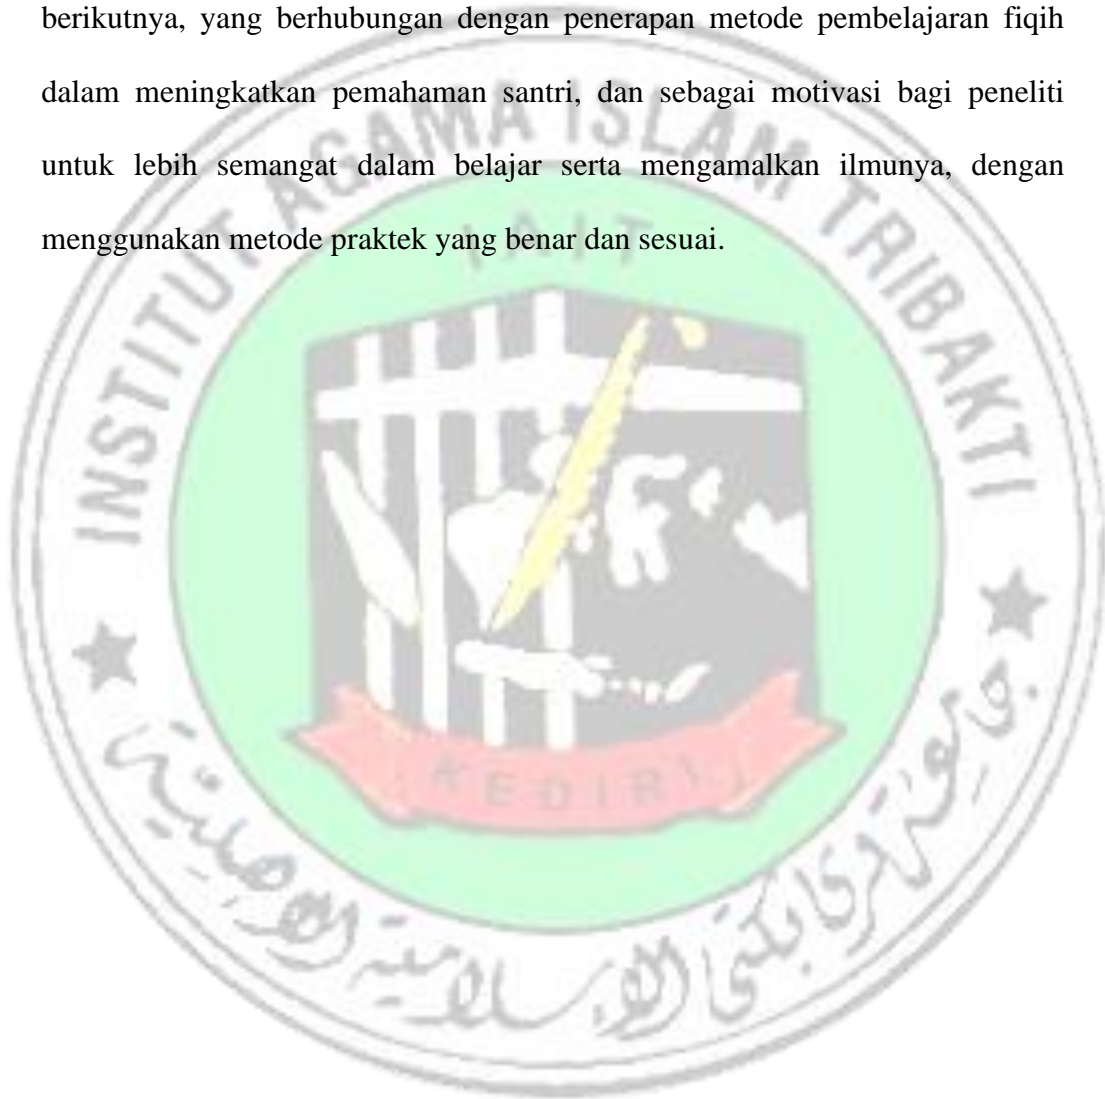 berikutnya, yang berhubungan dengan penerapan metode pembelajaran fiqih
dalam meningkatkan pemahaman santri, dan sebagai motivasi bagi peneliti
untuk lebih semangat dalam belajar serta mengamalkan ilmunya, dengan
menggunakan metode praktek yang benar dan sesuai.
INSTITUT AGAMA ISLAM TRIBAKTI
IAIT
KEDIRI